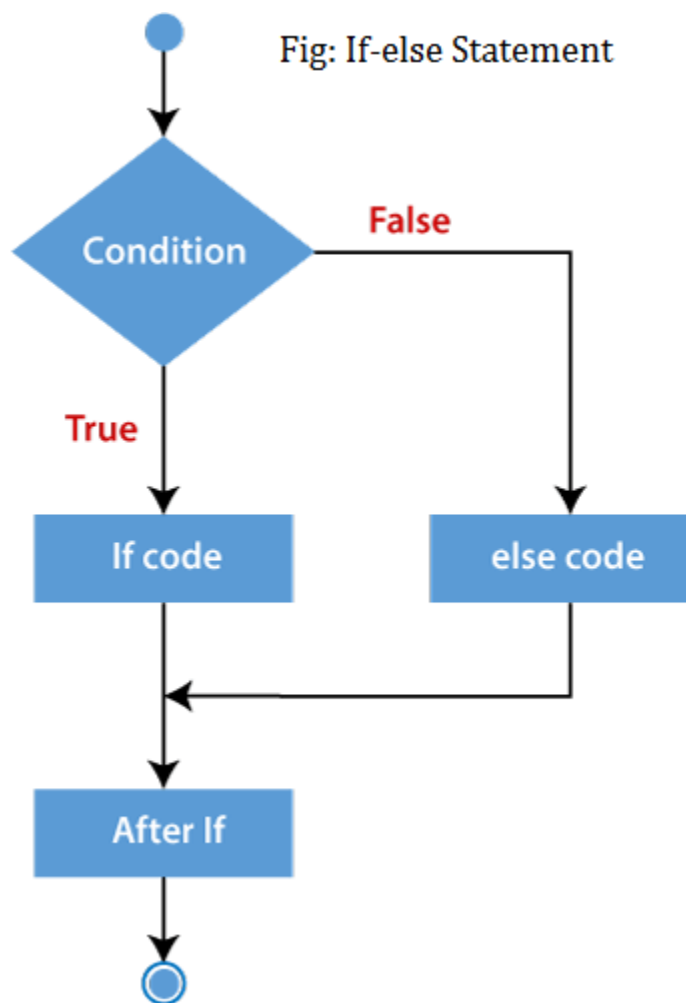 Fig: If-else Statement
Condition
False
True
If code
else code
After If